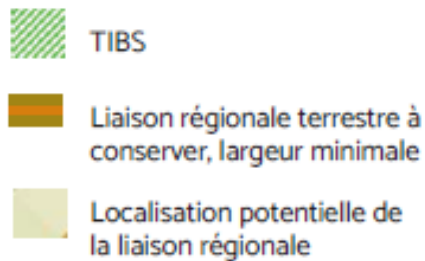 TIBS
Liaison régionale terrestre à
conserver, largeur minimale
Localisation potentielle de
la liaison régionale